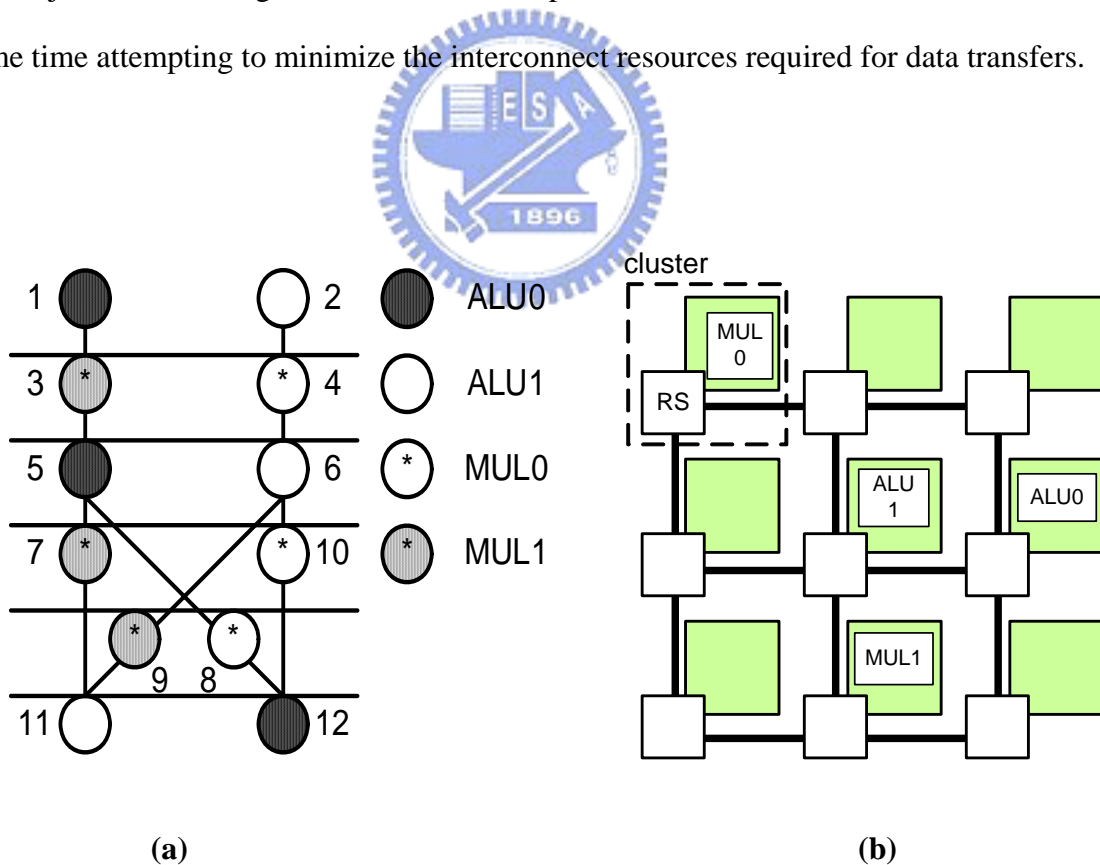 ne time attempting to minimize the interconnect resources required for data transfers.
E S A
1896
cluster
1
2
ALU0
3
*
*
4
ALU1
5
6
*
MUL0
7
*
*
10
*
MUL1
*
*
9
8
11
12
MUL
0
RS
ALU
1
ALU0
MUL1
(a)
(b)